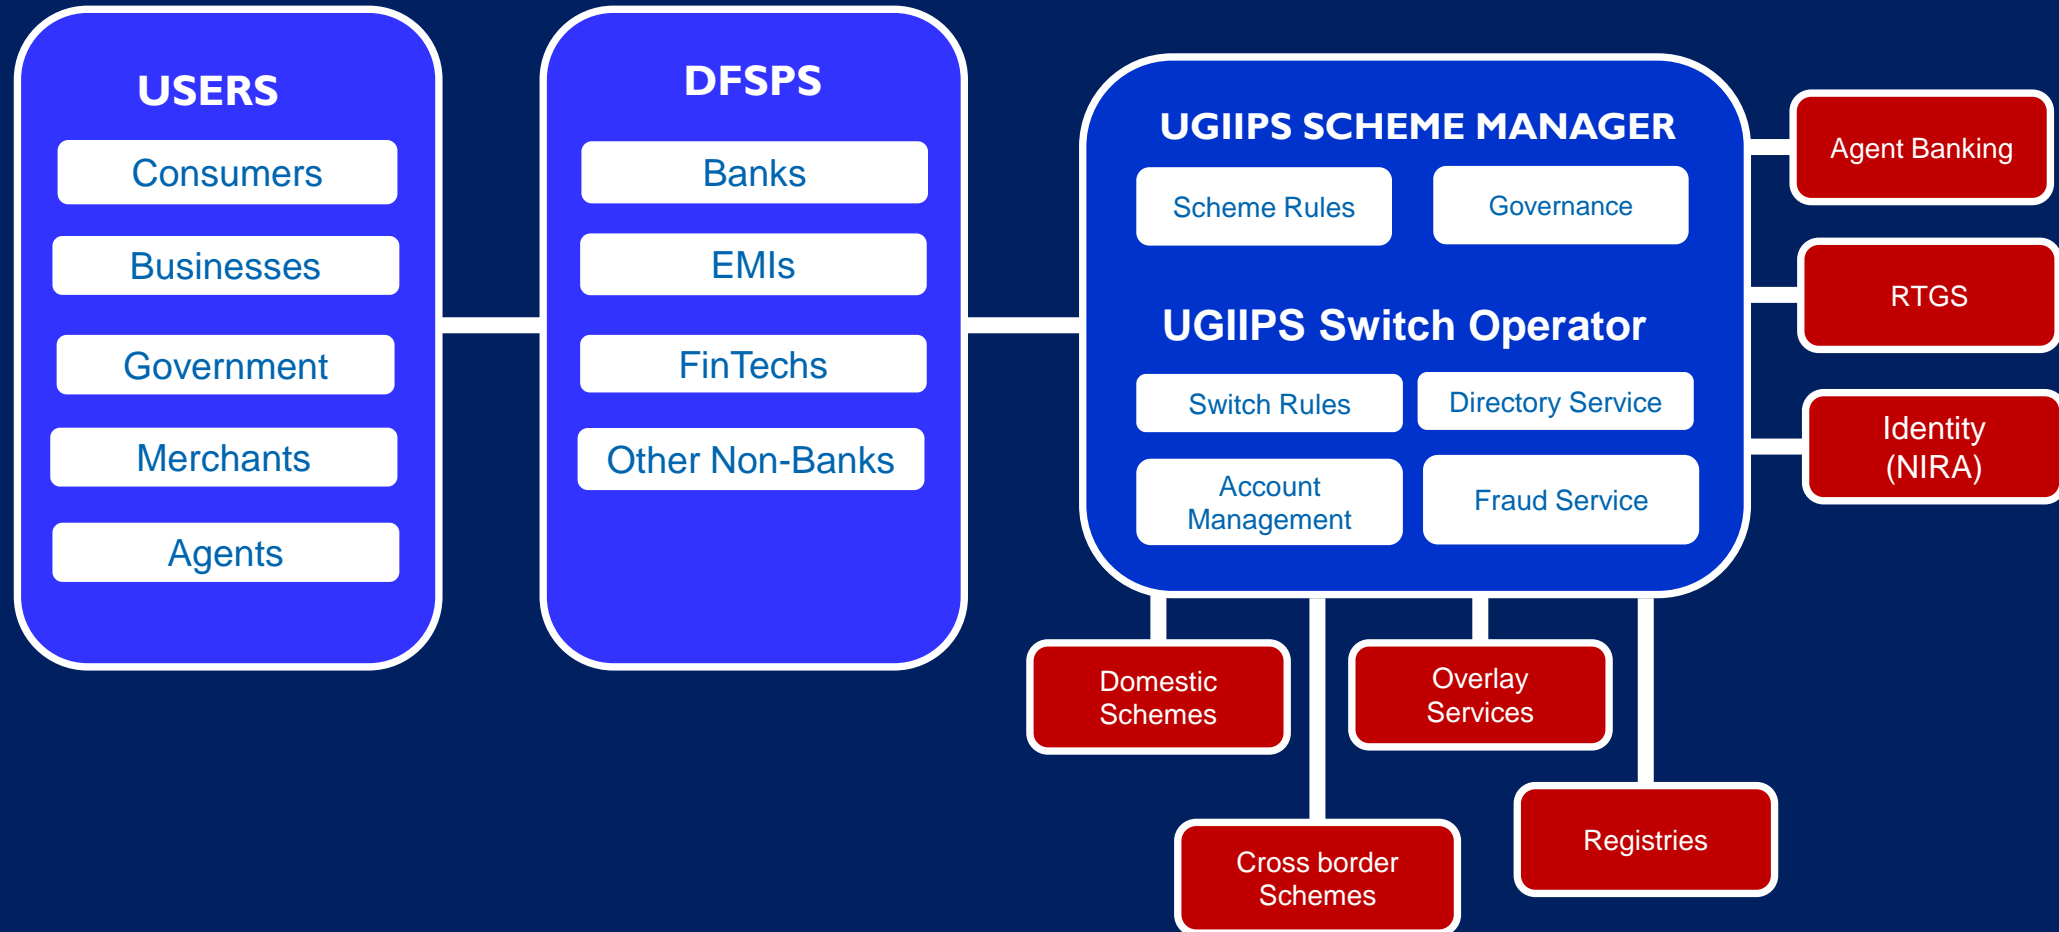 USERS
Consumers
Businesses
Government
Merchants
Agents
DFSPS
Banks
EMIs
FinTechs
Other Non-Banks
UGIIPS SCHEME MANAGER
Scheme Rules
Governance
UGIIPS Switch Operator
Switch Rules
Directory Service
Account
Management
Fraud Service
Agent Banking
RTGS
Identity
(NIRA)
Domestic
Schemes
Overlay
Services
Cross border
Schemes
Registries